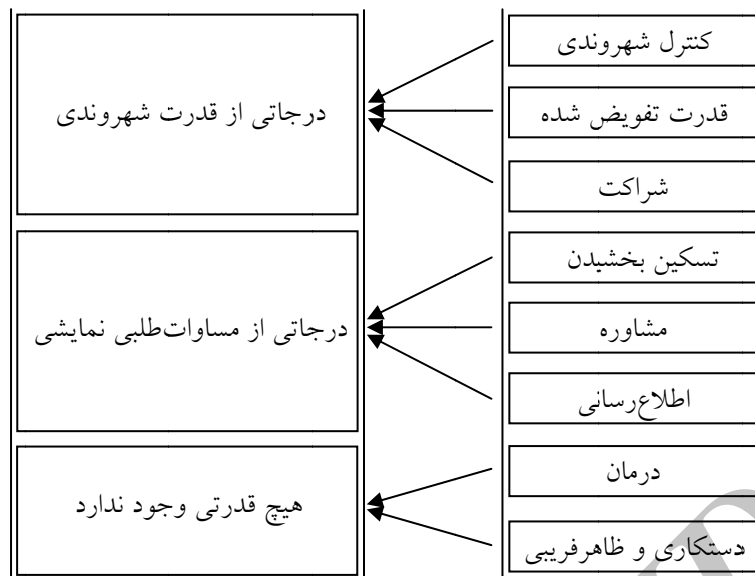 کنترل شهروندی
قدرت تفویض شده
شراکت
درجاتی از قدرت شهروندی
تسکین بخشیدن
مشاوره
اطلاع‌رسانی
درجاتی از مساوات‌طلبی نمایشی
درمان
دستکاری و ظاهرفریبی
هیچ قدرتی وجود ندارد